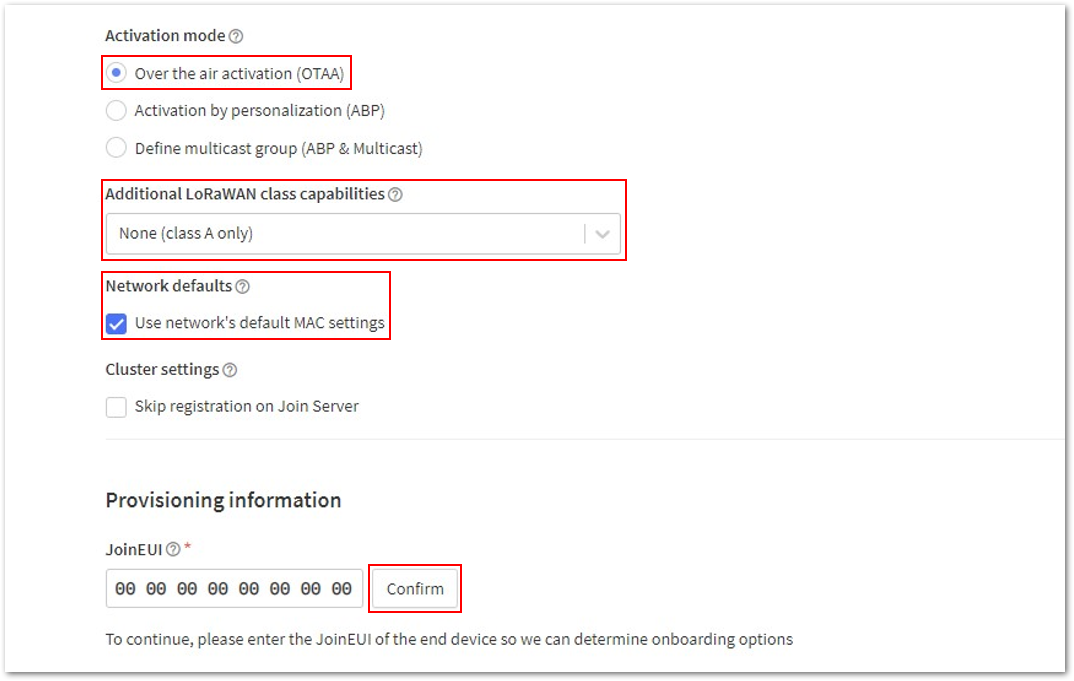 Activation mode
Over the air activation (OTAA)
Activation by personalization (ABP)
Define multicast group (ABP & Multicast)
Additional LoRaWAN class capabilities
None (class A only)
Network defaults
Use network's default MAC settings
Cluster settings
Skip registration on Join Server
Provisioning information
JoinEUI *
00 00 00 00 00 00 00 00 Confirm
To continue, please enter the JoinEUI of the end device so we can determine onboarding options